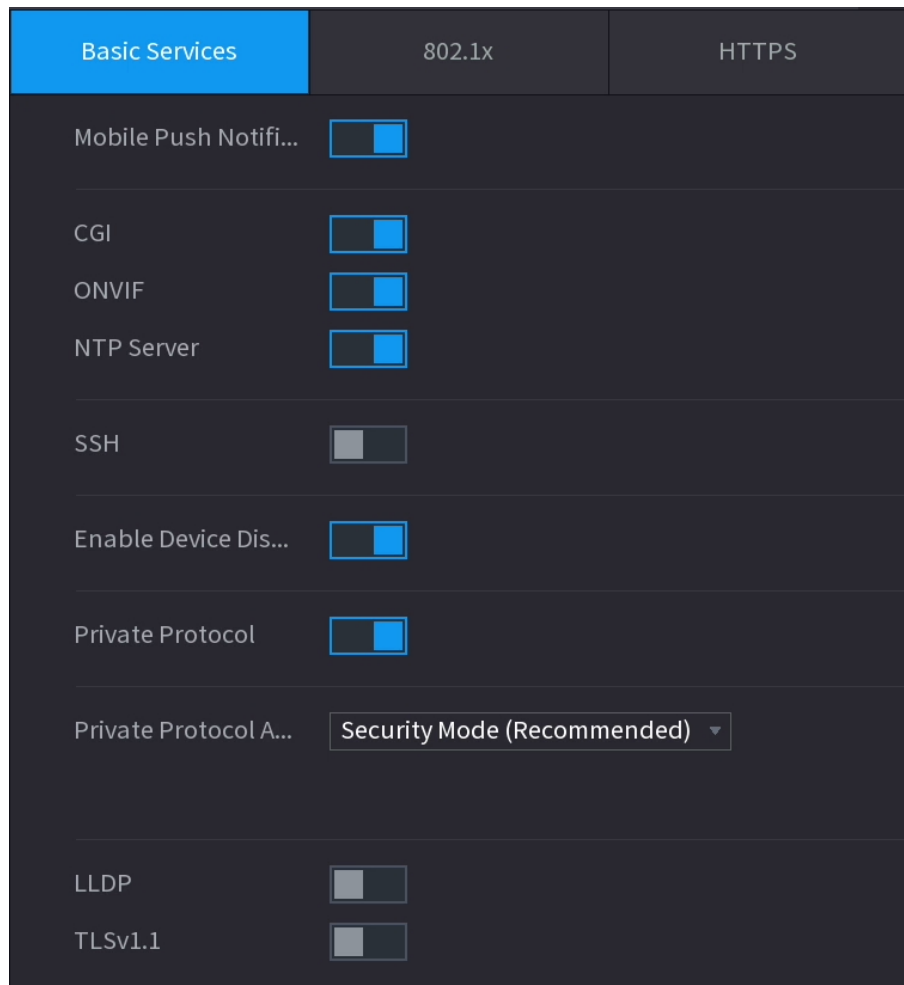 Basic Services 802.1x HTTPS
Mobile Push Notifi...
CGI
ONVIF
NTP Server
SSH
Enable Device Dis...
Private Protocol
Private Protocol A... Security Mode (Recommended)
LLDP
TLSv1.1